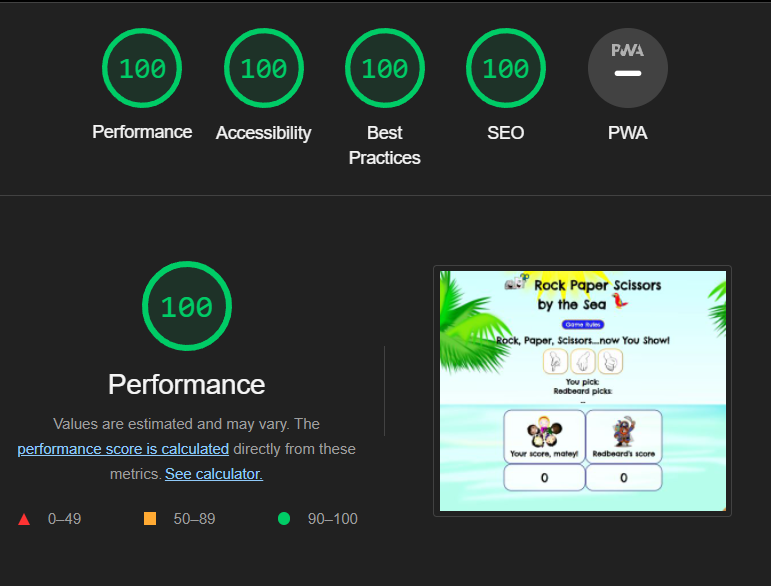 100 100 100 100 PWA
Performance Accessibility Best Practices SEO PWA
100
Performance
Values are estimated and may vary. The
performance score is calculated directly from these
metrics. See calculator.
0–49 50–89 90–100
Rock Paper Scissors
by the Sea
Game Rules
Rock, Paper, Scissors...now You Show!
You pick:
Redbeard picks:
Your score, matey! Redbeard's score
0 0